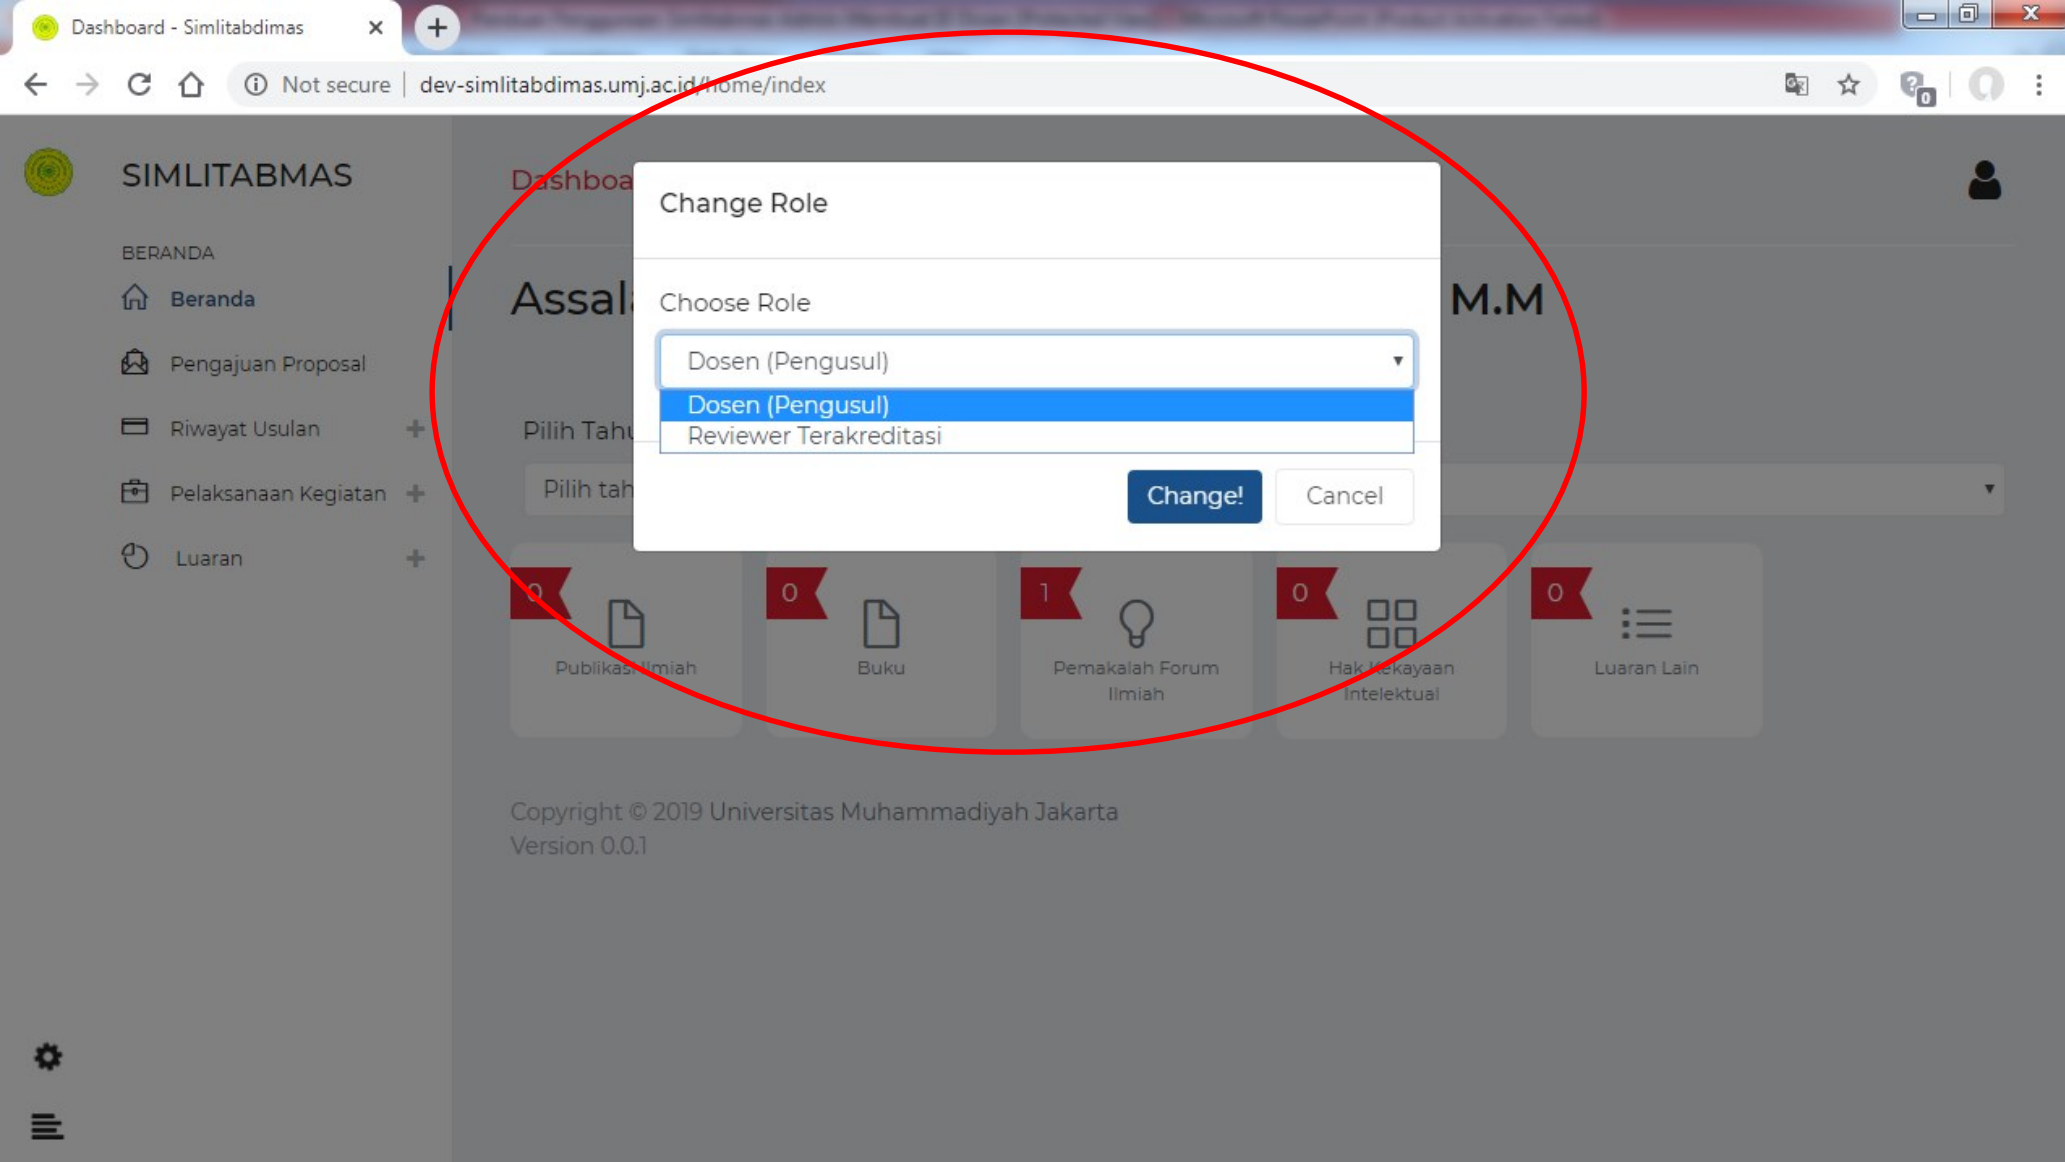 Dashboard - Simlitabdimas
Not secure | dev-simlitabdimas.umj.ac.id/home/index
SIMLITABMAS
BERANDA
Beranda
Pengajuan Proposal
Riwayat Usulan
Pelaksanaan Kegiatan
Luaran
Dashboa
Assala
M.M
Change Role
Choose Role
Dosen (Pengusul)
Dosen (Pengusul)
Reviewer Terakreditasi
Change!
Cancel
Pilih Tahu
Pilih tah
0
Publikasi Ilmiah
0
Buku
1
Pemakalah Forum
Ilmiah
0
Hak Kekayaan
Intelektual
0
Luaran Lain
Copyright © 2019 Universitas Muhammadiyah Jakarta
Version 0.0.1